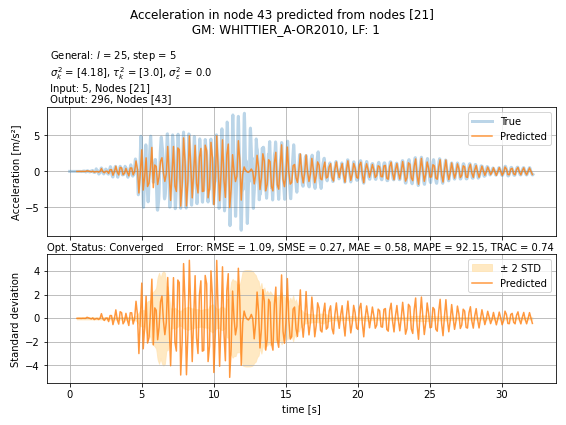 Acceleration in node 43 predicted from nodes [21]
GM: WHITTIER_A-OR2010, LF: 1
General: l = 25, step = 5
σ²ₖ = [4.18], τ²ₖ = [3.0], σ²ε = 0.0
Input: 5, Nodes [21]
Output: 296, Nodes [43]
Acceleration [m/s²]
5
0
−5
True
Predicted
Opt. Status: Converged Error: RMSE = 1.09, SMSE = 0.27, MAE = 0.58, MAPE = 92.15, TRAC = 0.74
Standard deviation
4
2
0
−2
−4
± 2 STD
Predicted
0 5 10 15 20 25 30
time [s]